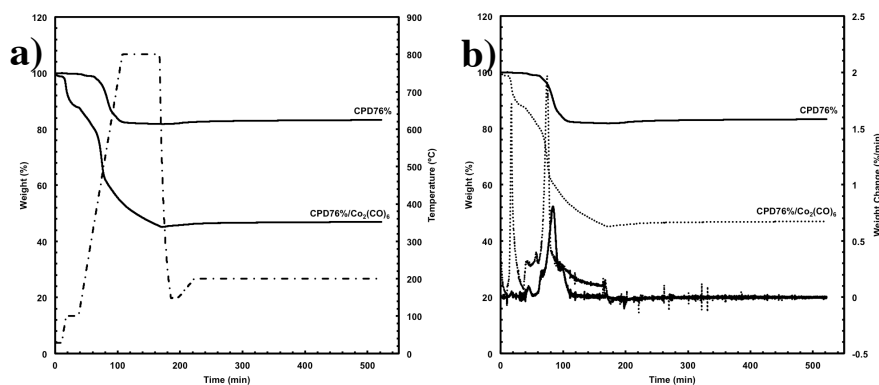 a)
120
100
80
60
40
20
0
Weight (%)
900
800
700
600
500
400
300
200
100
0
Temperature (°C)
0 100 200 300 400 500
Time (min)
CPD76%
CPD76%/Co₂(CO)₆
b)
120
100
80
60
40
20
0
Weight (%)
2.5
2
1.5
1
0.5
0
-0.5
Weight Change (%/min)
0 100 200 300 400 500
Time (min)
CPD76%
CPD76%/Co₂(CO)₆